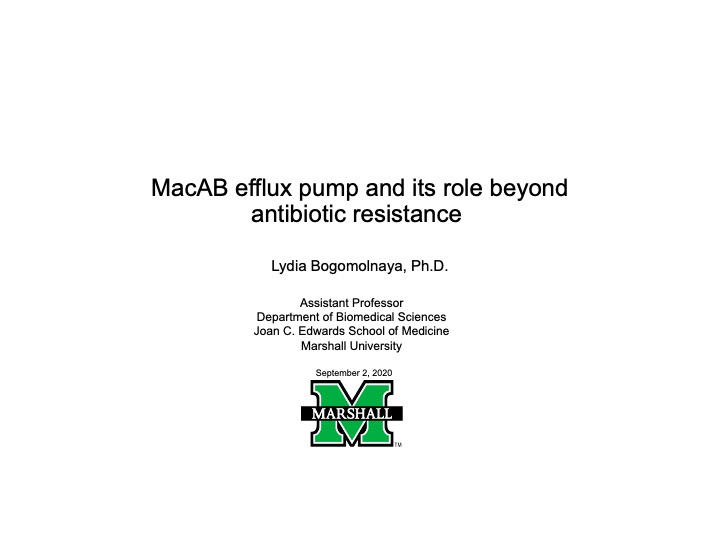 MacAB efflux pump and its role beyond
antibiotic resistance
Lydia Bogomolnaya, Ph.D.
Assistant Professor
Department of Biomedical Sciences
Joan C. Edwards School of Medicine
Marshall University
September 2, 2020
MARSHALL
TM